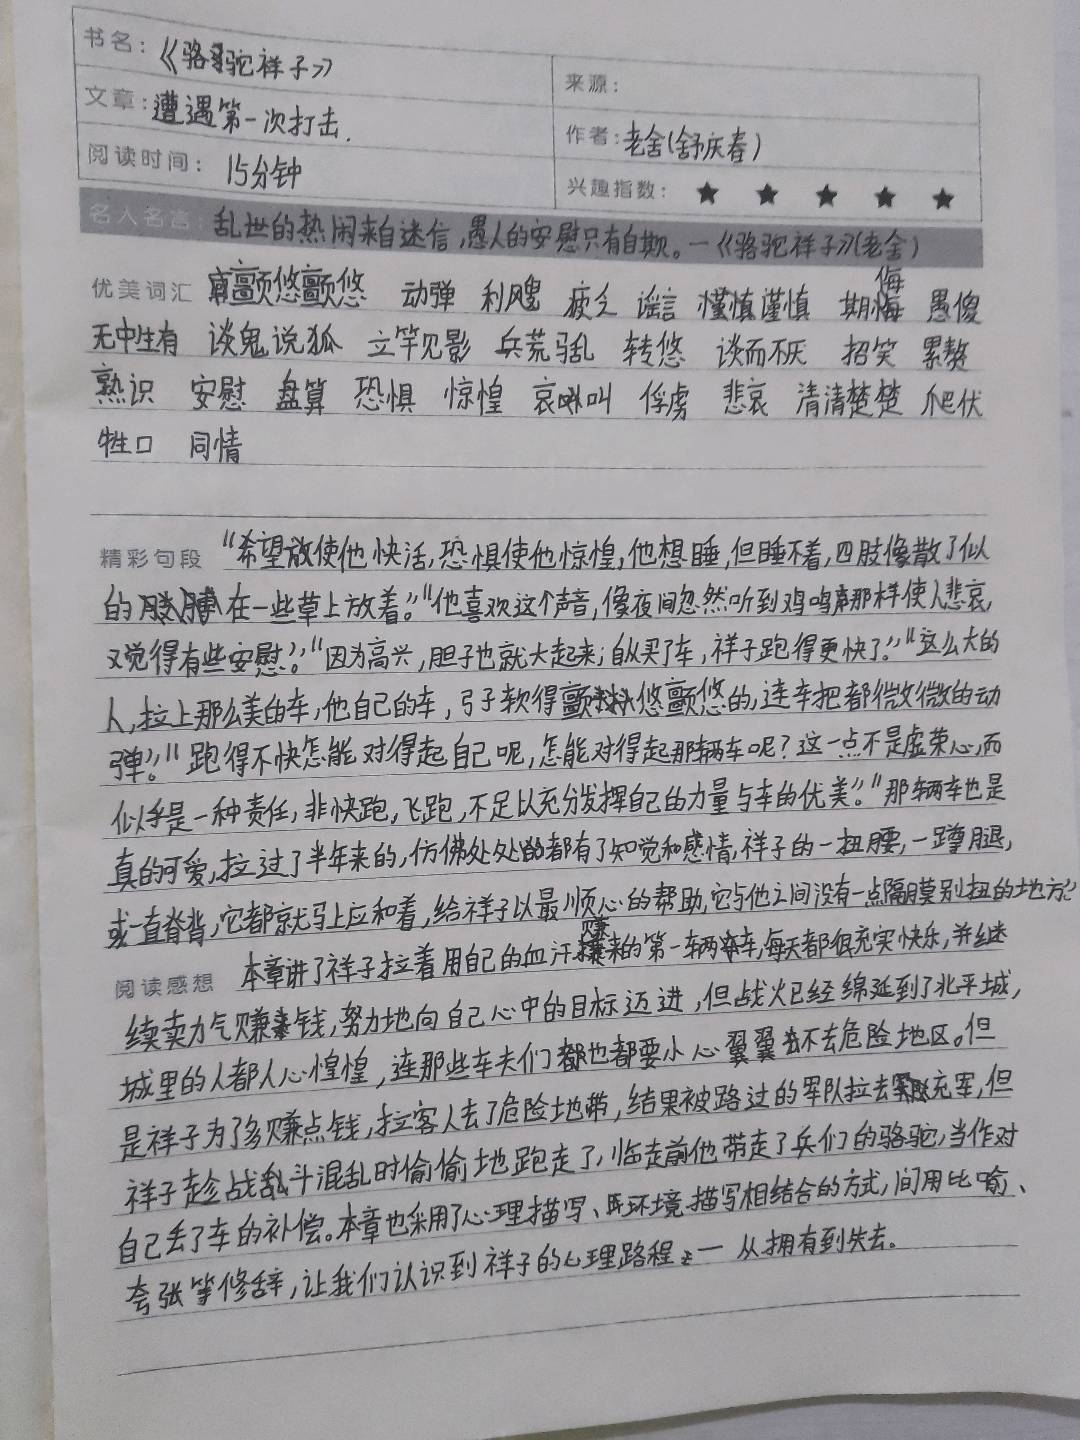 书名：《骆驼祥子》
来源：
文章：遭遇第一次打击.
作者：老舍(舒庆春)
阅读时间： 15分钟
兴趣指数：★ ★ ★ ★ ★
名人名言：乱世的热闹来自迷信，愚人的安慰只有自欺。—《骆驼祥子》(老舍)
优美词汇 颤悠颤悠 动弹 利飕 疲乏 谣言 谨慎谨慎 期悔 愚傻
无中生有 谈鬼说狐 立竿见影 兵荒马乱 转悠 谈而不厌 招笑 累赘
熟识 安慰 盘算 恐惧 惊惶 哀叫 俘虏 悲哀 清清楚楚 爬伏
牲口 同情
精彩句段 “希望放使他快活，恐惧使他惊惶，他想睡，但睡不着，四肢像散了似
的在一些草上放着。”“他喜欢这个声音，像夜间忽然听到鸡鸣声那样使人悲哀，
又觉得有些安慰。”“因为高兴，胆子也就大起来；自从买了车，祥子跑得更快了。”“这么大的
人，拉上那么美的车，他自己的车，弓子软得颤悠颤悠的，连车把都微微的动
弹”。“跑得不快怎能对得起自己呢，怎能对得起那辆车呢？这一点不是虚荣心，而
似乎是一种责任，非快跑，飞跑，不足以充分发挥自己的力量与车的优美”。“那辆车也是
真的可爱，拉过了半年来的，仿佛处处都有了知觉和感情，祥子的一扭腰，一蹲腿，
或一直脊背，它都就马上应和着，给祥子以最顺心的帮助，它与他之间没有一点隔膜别扭的地方”
阅读感想 本章讲了祥子拉着用自己的血汗赚来的第一辆车，每天都很充实快乐，并继
续卖力气赚钱，努力地向自己心中的目标迈进，但战火已经绵延到了北平城，
城里的人都人心惶惶，连那些车夫们也都要小心翼翼不去危险地区。但
是祥子为了多赚点钱，拉客人去了危险地带，结果被路过的军队拉去充军，但
祥子趁战乱斗混乱时偷偷地跑走了，临走前他带走了兵们的骆驼，当作对
自己丢了车的补偿。本章也采用了心理描写、环境描写相结合的方式，间用比喻、
夸张等修辞，让我们认识到祥子的心理路程—从拥有到失去.